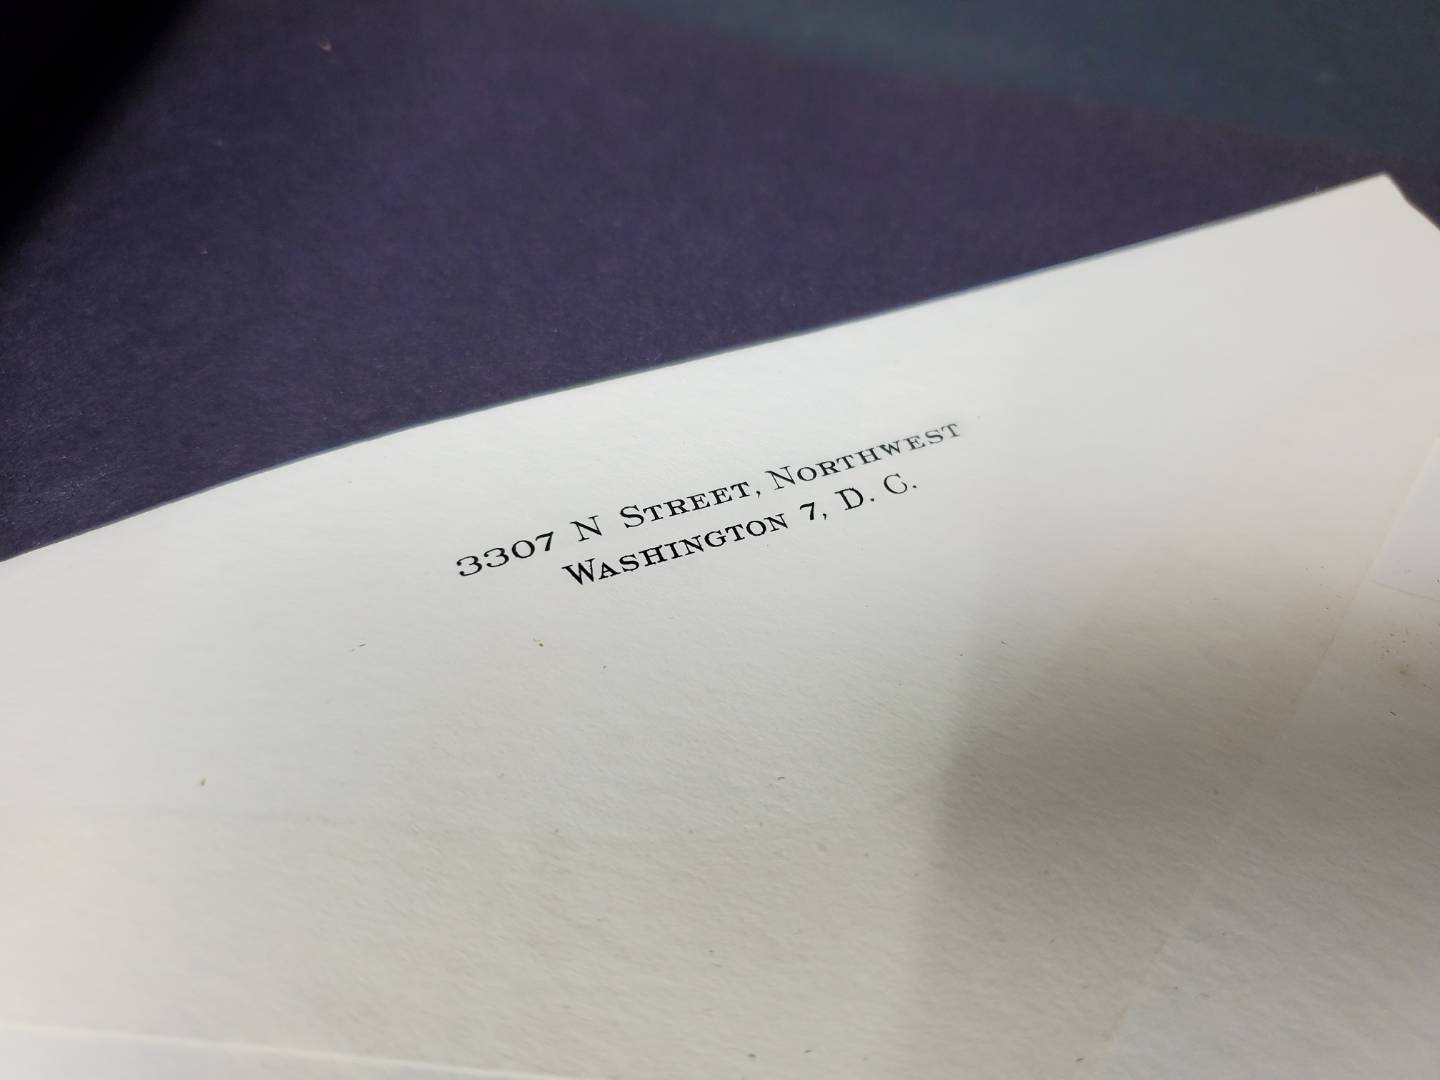 3307 N Street, Northwest
Washington 7, D. C.